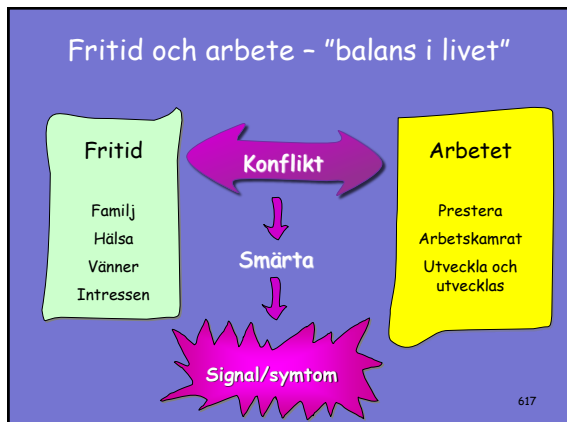 Fritid och arbete – ”balans i livet”
Fritid
Familj
Hälsa
Vänner
Intressen
Konflikt
Smärta
Signal/symtom
Arbetet
Prestera
Arbetskamrat
Utveckla och
utvecklas
617